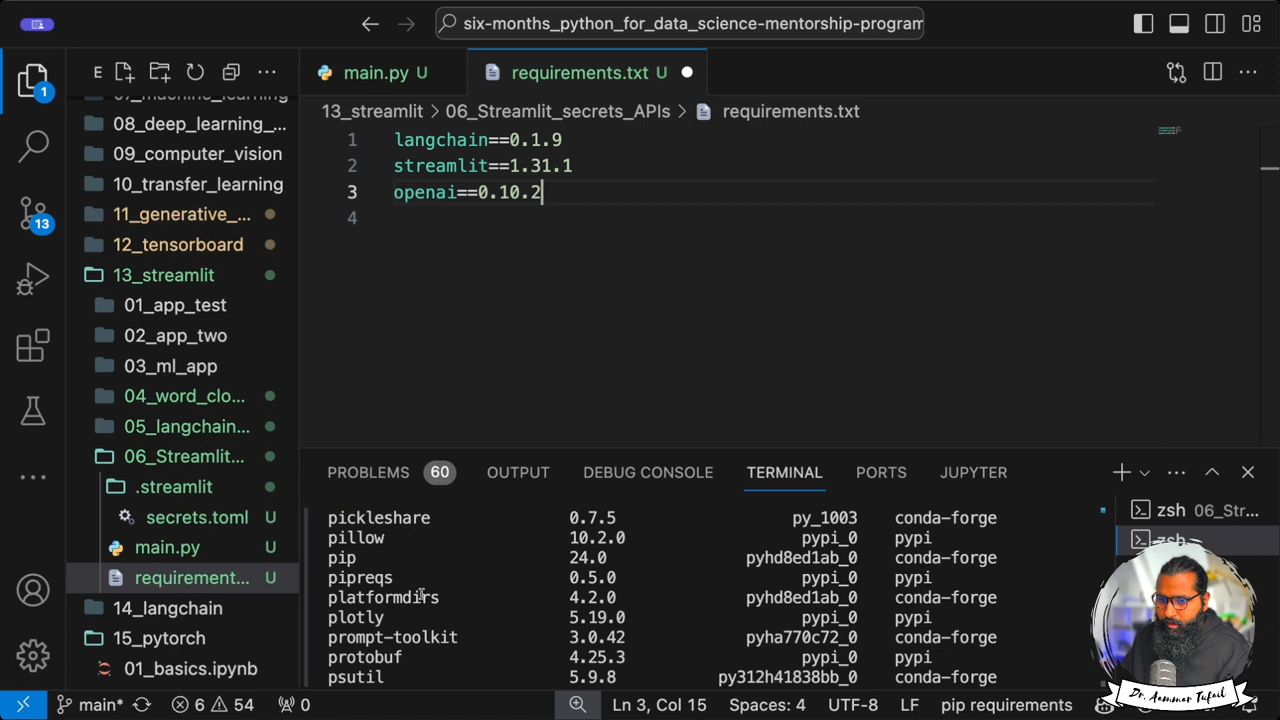 six-months_python_for_data_science-mentorship-program
E
main.py U
requirements.txt U
13_streamlit > 06_Streamlit_secrets_APIs > requirements.txt
1 langchain==0.1.9
2 streamlit==1.31.1
3 openai==0.10.2
4
1
13
07_machine_learning
08_deep_learning_...
09_computer_vision
10_transfer_learning
11_generative_...
12_tensorboard
13_streamlit
01_app_test
02_app_two
03_ml_app
04_word_clo...
05_langchain...
06_Streamlit...
.streamlit
secrets.toml U
main.py U
requirement... U
14_langchain
15_pytorch
01_basics.ipynb
PROBLEMS 60 OUTPUT DEBUG CONSOLE TERMINAL PORTS JUPYTER
pickleshare 0.7.5 py_1003 conda-forge
pillow 10.2.0 pypi_0 pypi
pip 24.0 pyhd8ed1ab_0 conda-forge
pipreqs 0.5.0 pypi_0 pypi
platformdirs 4.2.0 pyhd8ed1ab_0 conda-forge
plotly 5.19.0 pypi_0 pypi
prompt-toolkit 3.0.42 pyha770c72_0 conda-forge
protobuf 4.25.3 pypi_0 pypi
psutil 5.9.8 py312h41838bb_0 conda-forge
zsh 06_Str...
zsh
Dr. Aammar Tufail
main* 6 54 0 Ln 3, Col 15 Spaces: 4 UTF-8 LF pip requirements